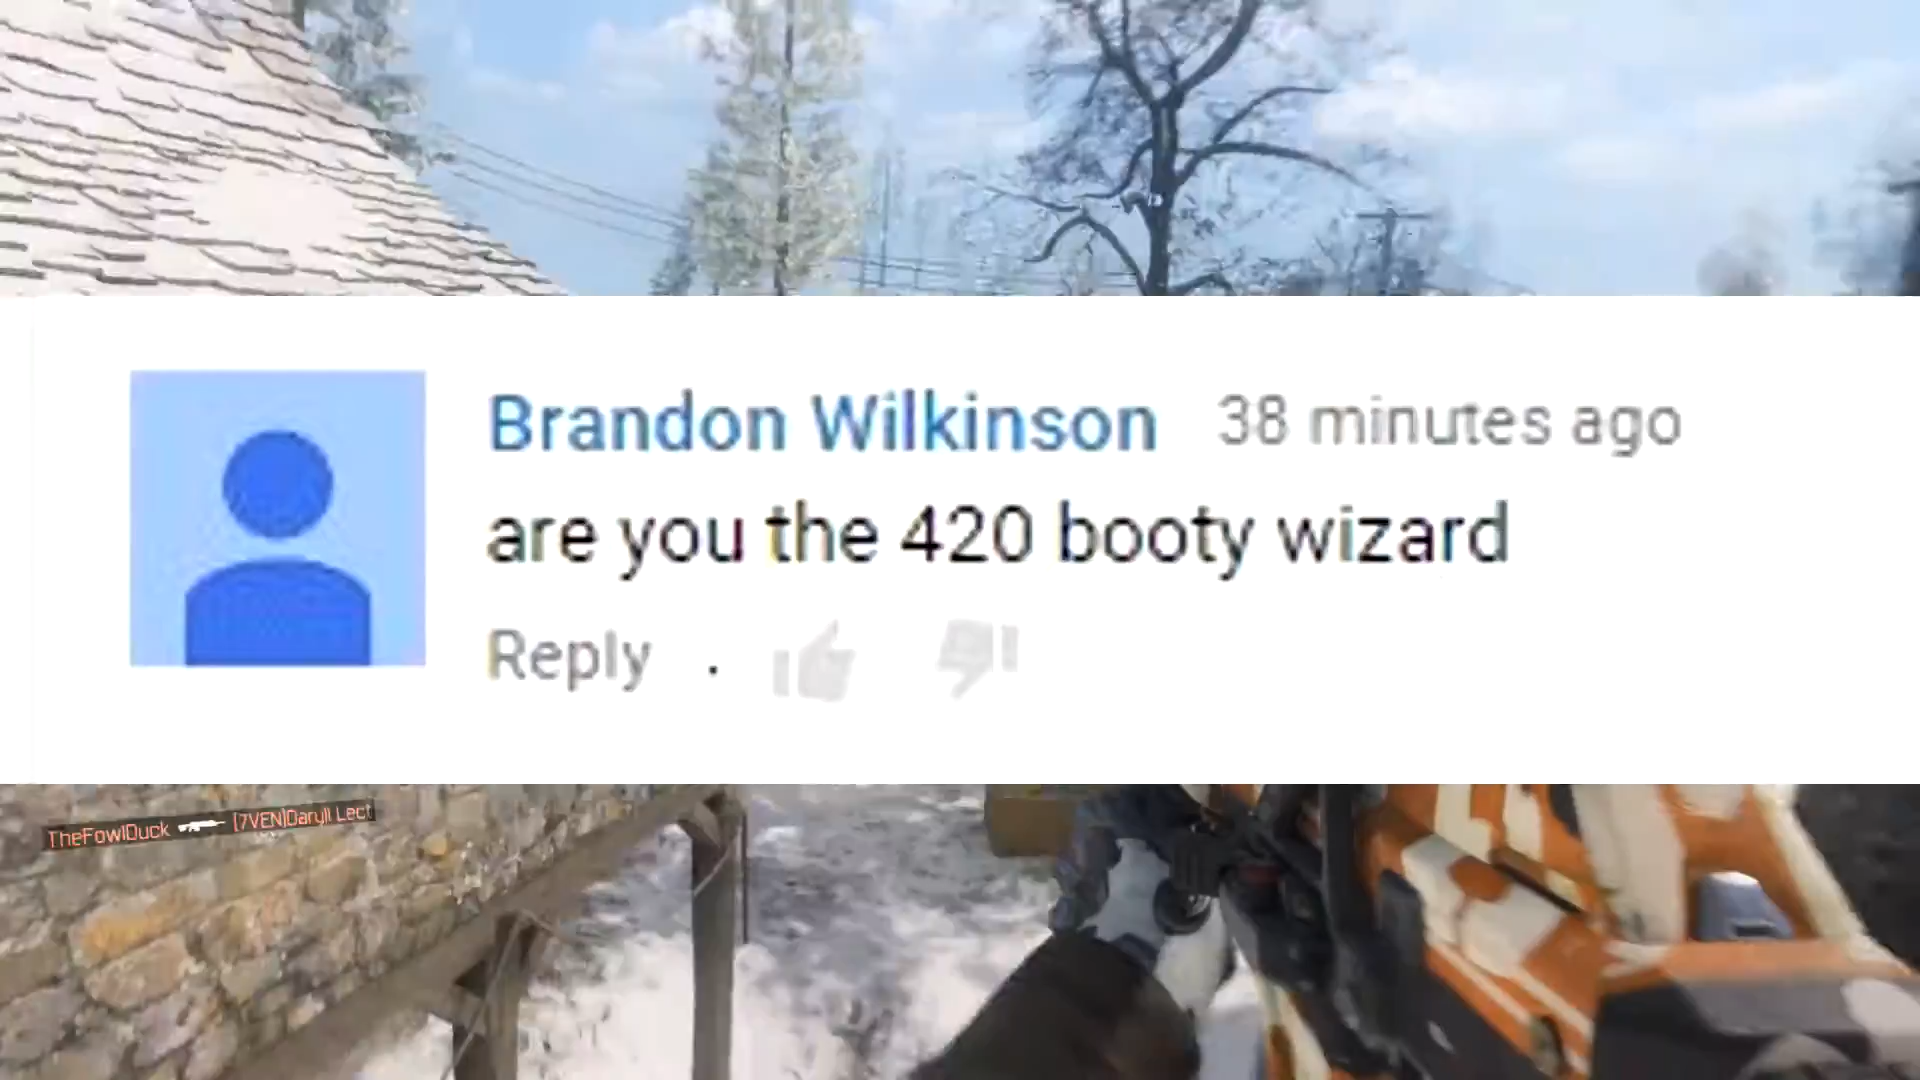 Brandon Wilkinson 38 minutes ago
are you the 420 booty wizard
Reply .
TheFowlDuck [7VEN]Daryll Lect